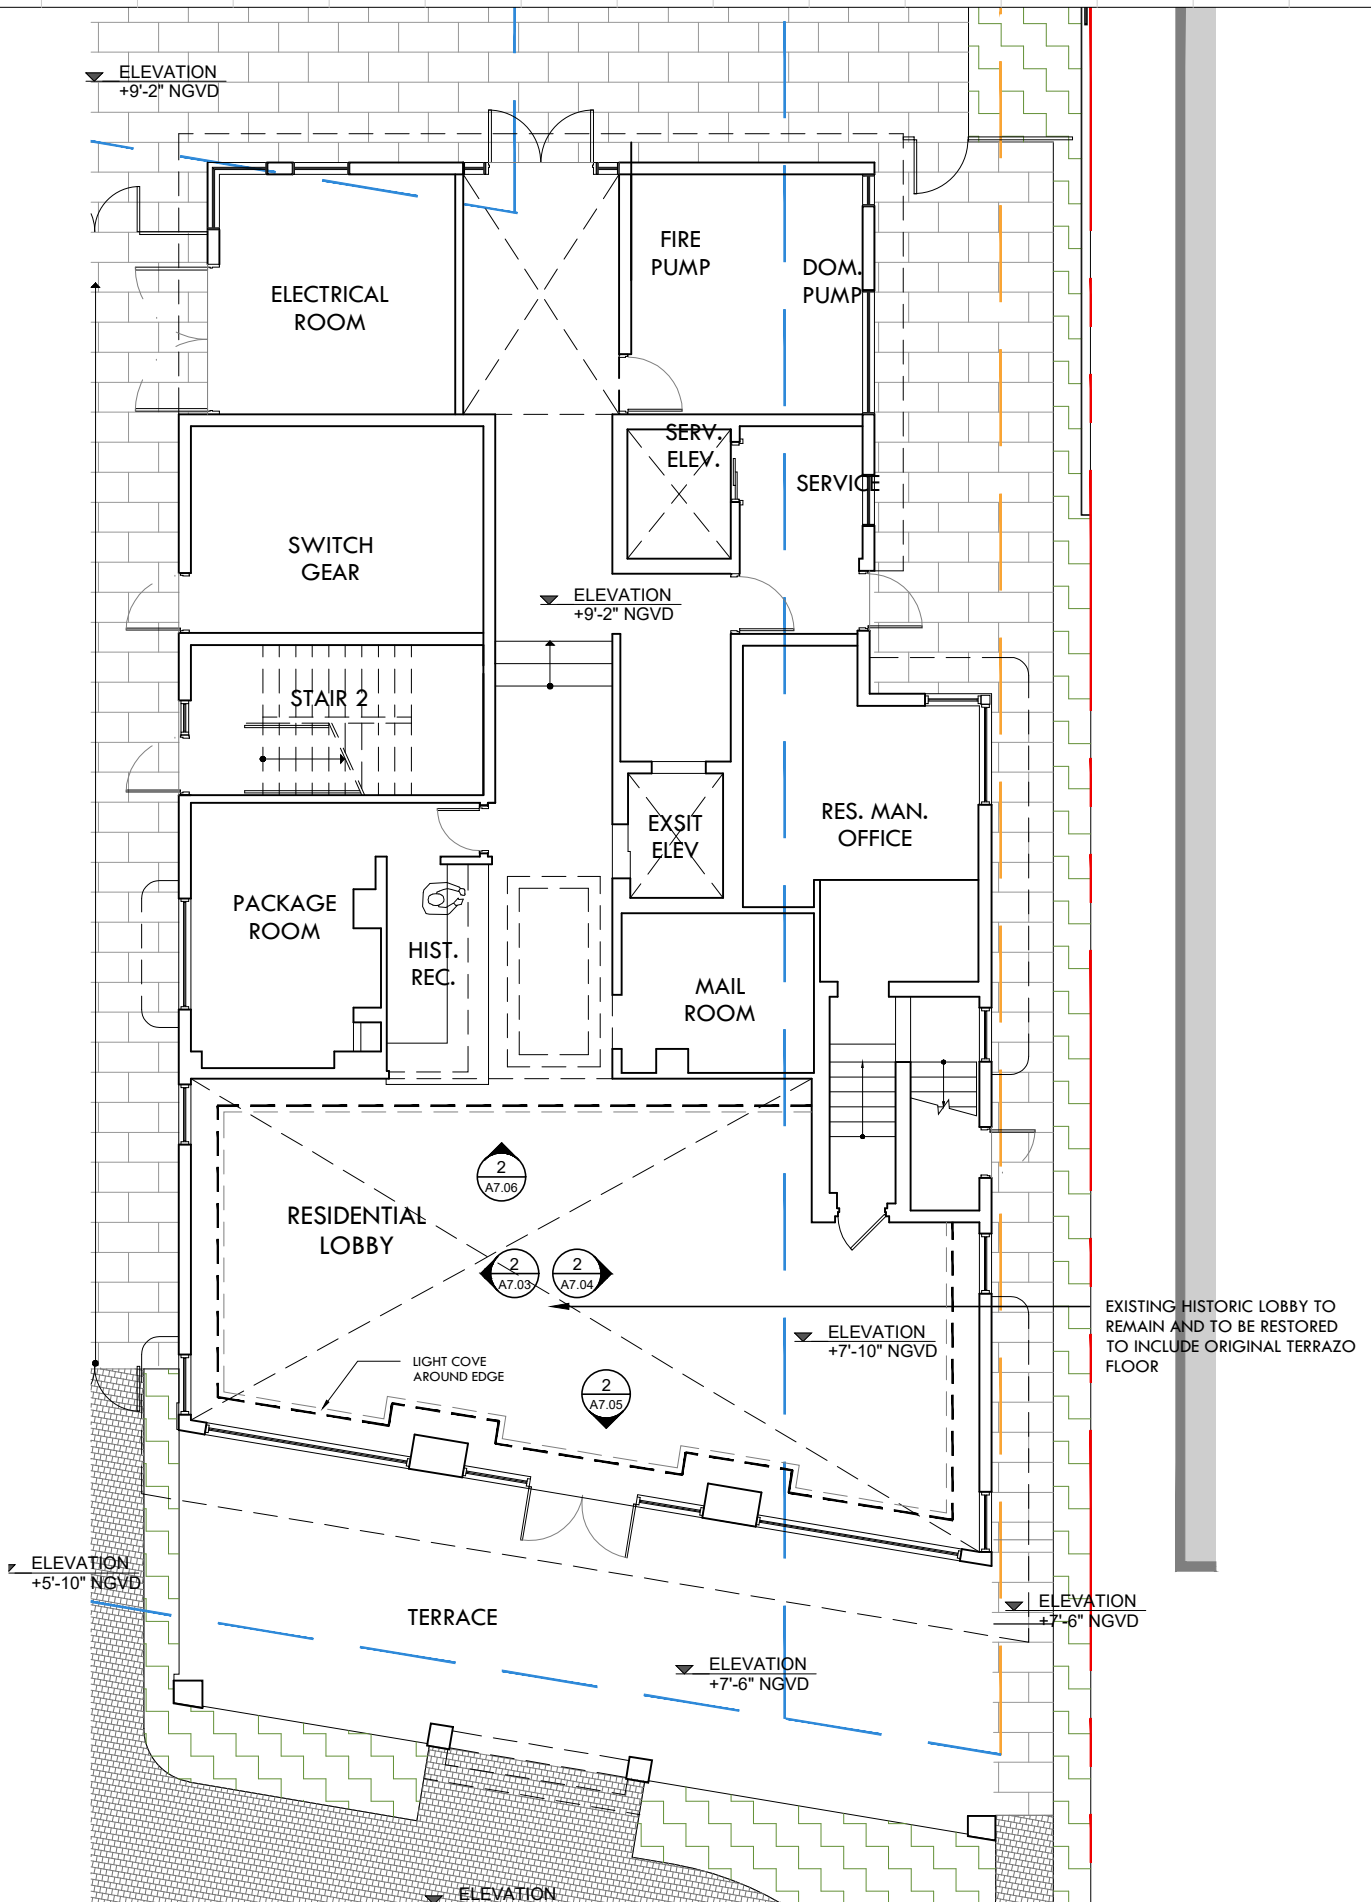 ELEVATION
+9'-2" NGVD
FIRE
PUMP
DOM.
PUMP
ELECTRICAL
ROOM
SERV.
ELEV.
SERVICE
SWITCH
GEAR
ELEVATION
+9'-2" NGVD
STAIR 2
EXSIT
ELEV
RES. MAN.
OFFICE
PACKAGE
ROOM
HIST.
REC.
MAIL
ROOM
2
A7.06
RESIDENTIAL
LOBBY
2
A7.03
2
A7.04
EXISTING HISTORIC LOBBY TO
REMAIN AND TO BE RESTORED
TO INCLUDE ORIGINAL TERRAZO
FLOOR
ELEVATION
+7'-10" NGVD
LIGHT COVE
AROUND EDGE
2
A7.05
ELEVATION
+5'-10" NGVD
TERRACE
ELEVATION
+7'-6" NGVD
ELEVATION
+7'-6" NGVD
ELEVATION